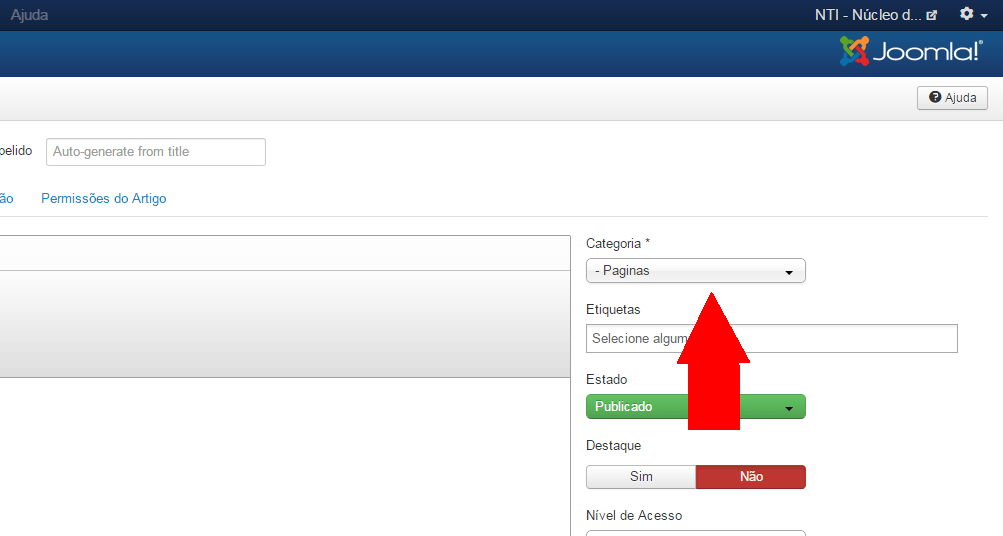 Ajuda
NTI - Núcleo d...
Joomla!®
Ajuda
pelido
Auto-generate from title
ão
Permissões do Artigo
Categoria *
- Paginas
Etiquetas
Selecione algum
Estado
Publicado
Destaque
Sim
Não
Nível de Acesso